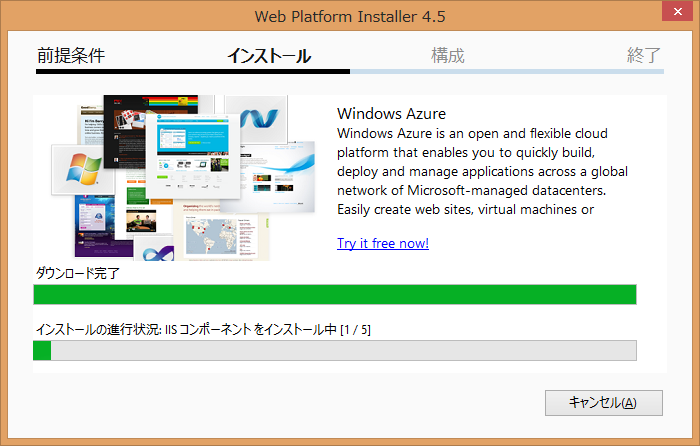 Web Platform Installer 4.5
前提条件
インストール
構成
終了
Windows Azure
Windows Azure is an open and flexible cloud
platform that enables you to quickly build,
deploy and manage applications across a global
network of Microsoft-managed datacenters.
Easily create web sites, virtual machines or
Try it free now!
ダウンロード完了
インストールの進行状況: IIS コンポーネント をインストール中 [1 / 5]
キャンセル(A)